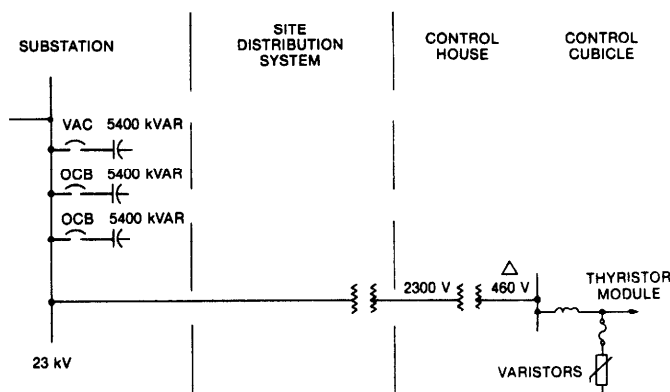 SUBSTATION
SITE
DISTRIBUTION
SYSTEM
CONTROL
HOUSE
CONTROL
CUBICLE
VAC 5400 kVAR
OCB 5400 kVAR
OCB 5400 kVAR
2300 V
△
460 V
THYRISTOR
MODULE
VARISTORS
23 kV